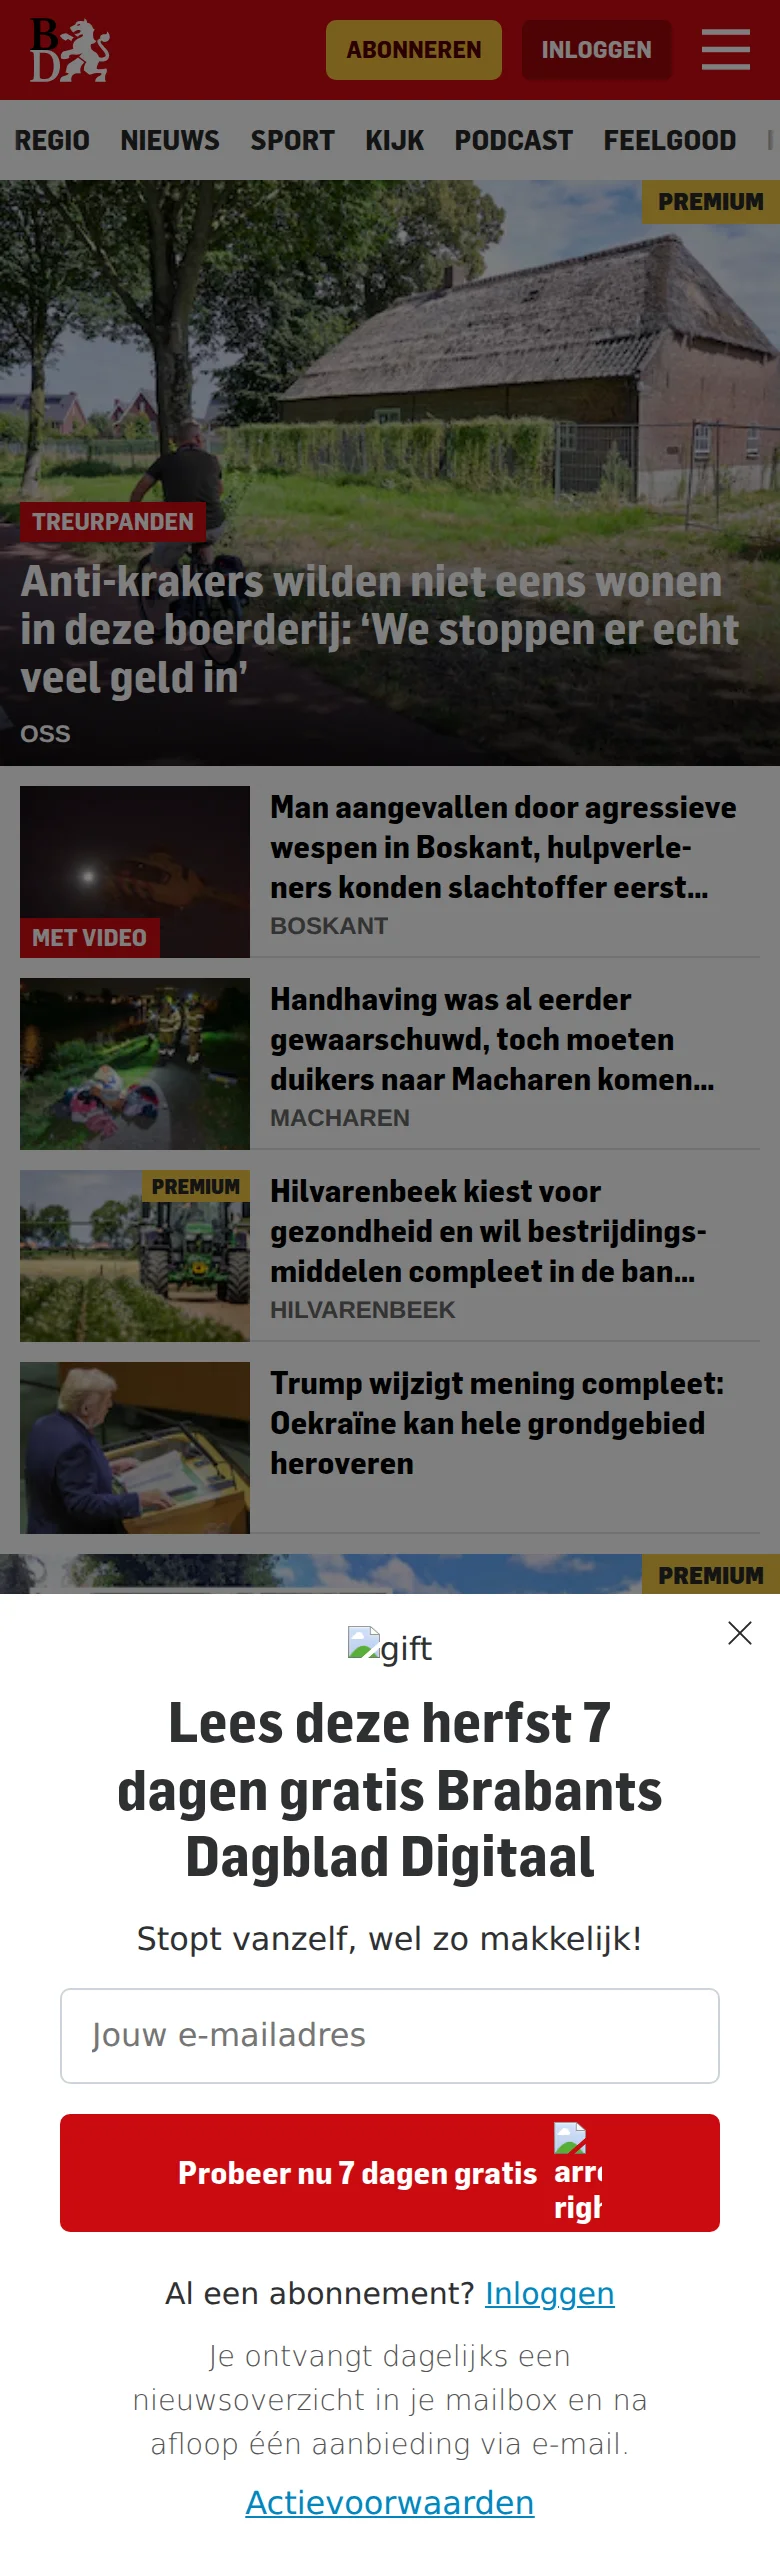 BD
ABONNEREN
INLOGGEN
REGIO NIEUWS SPORT KIJK PODCAST FEELGOOD
PREMIUM
TREURPANDEN
Anti-krakers wilden niet eens wonen
in deze boerderij: ‘We stoppen er echt
veel geld in’
OSS
Man aangevallen door agressieve
wespen in Boskant, hulpverle-
ners konden slachtoffer eerst...
BOSKANT
MET VIDEO
Handhaving was al eerder
gewaarschuwd, toch moeten
duikers naar Macharen komen...
MACHAREN
PREMIUM
Hilvarenbeek kiest voor
gezondheid en wil bestrijdings-
middelen compleet in de ban...
HILVARENBEEK
Trump wijzigt mening compleet:
Oekraïne kan hele grondgebied
heroveren
PREMIUM
gift
Lees deze herfst 7
dagen gratis Brabants
Dagblad Digitaal
Stopt vanzelf, wel zo makkelijk!
Jouw e-mailadres
Probeer nu 7 dagen gratis
Al een abonnement? Inloggen
Je ontvangt dagelijks een
nieuwsoverzicht in je mailbox en na
afloop één aanbieding via e-mail.
Actievoorwaarden